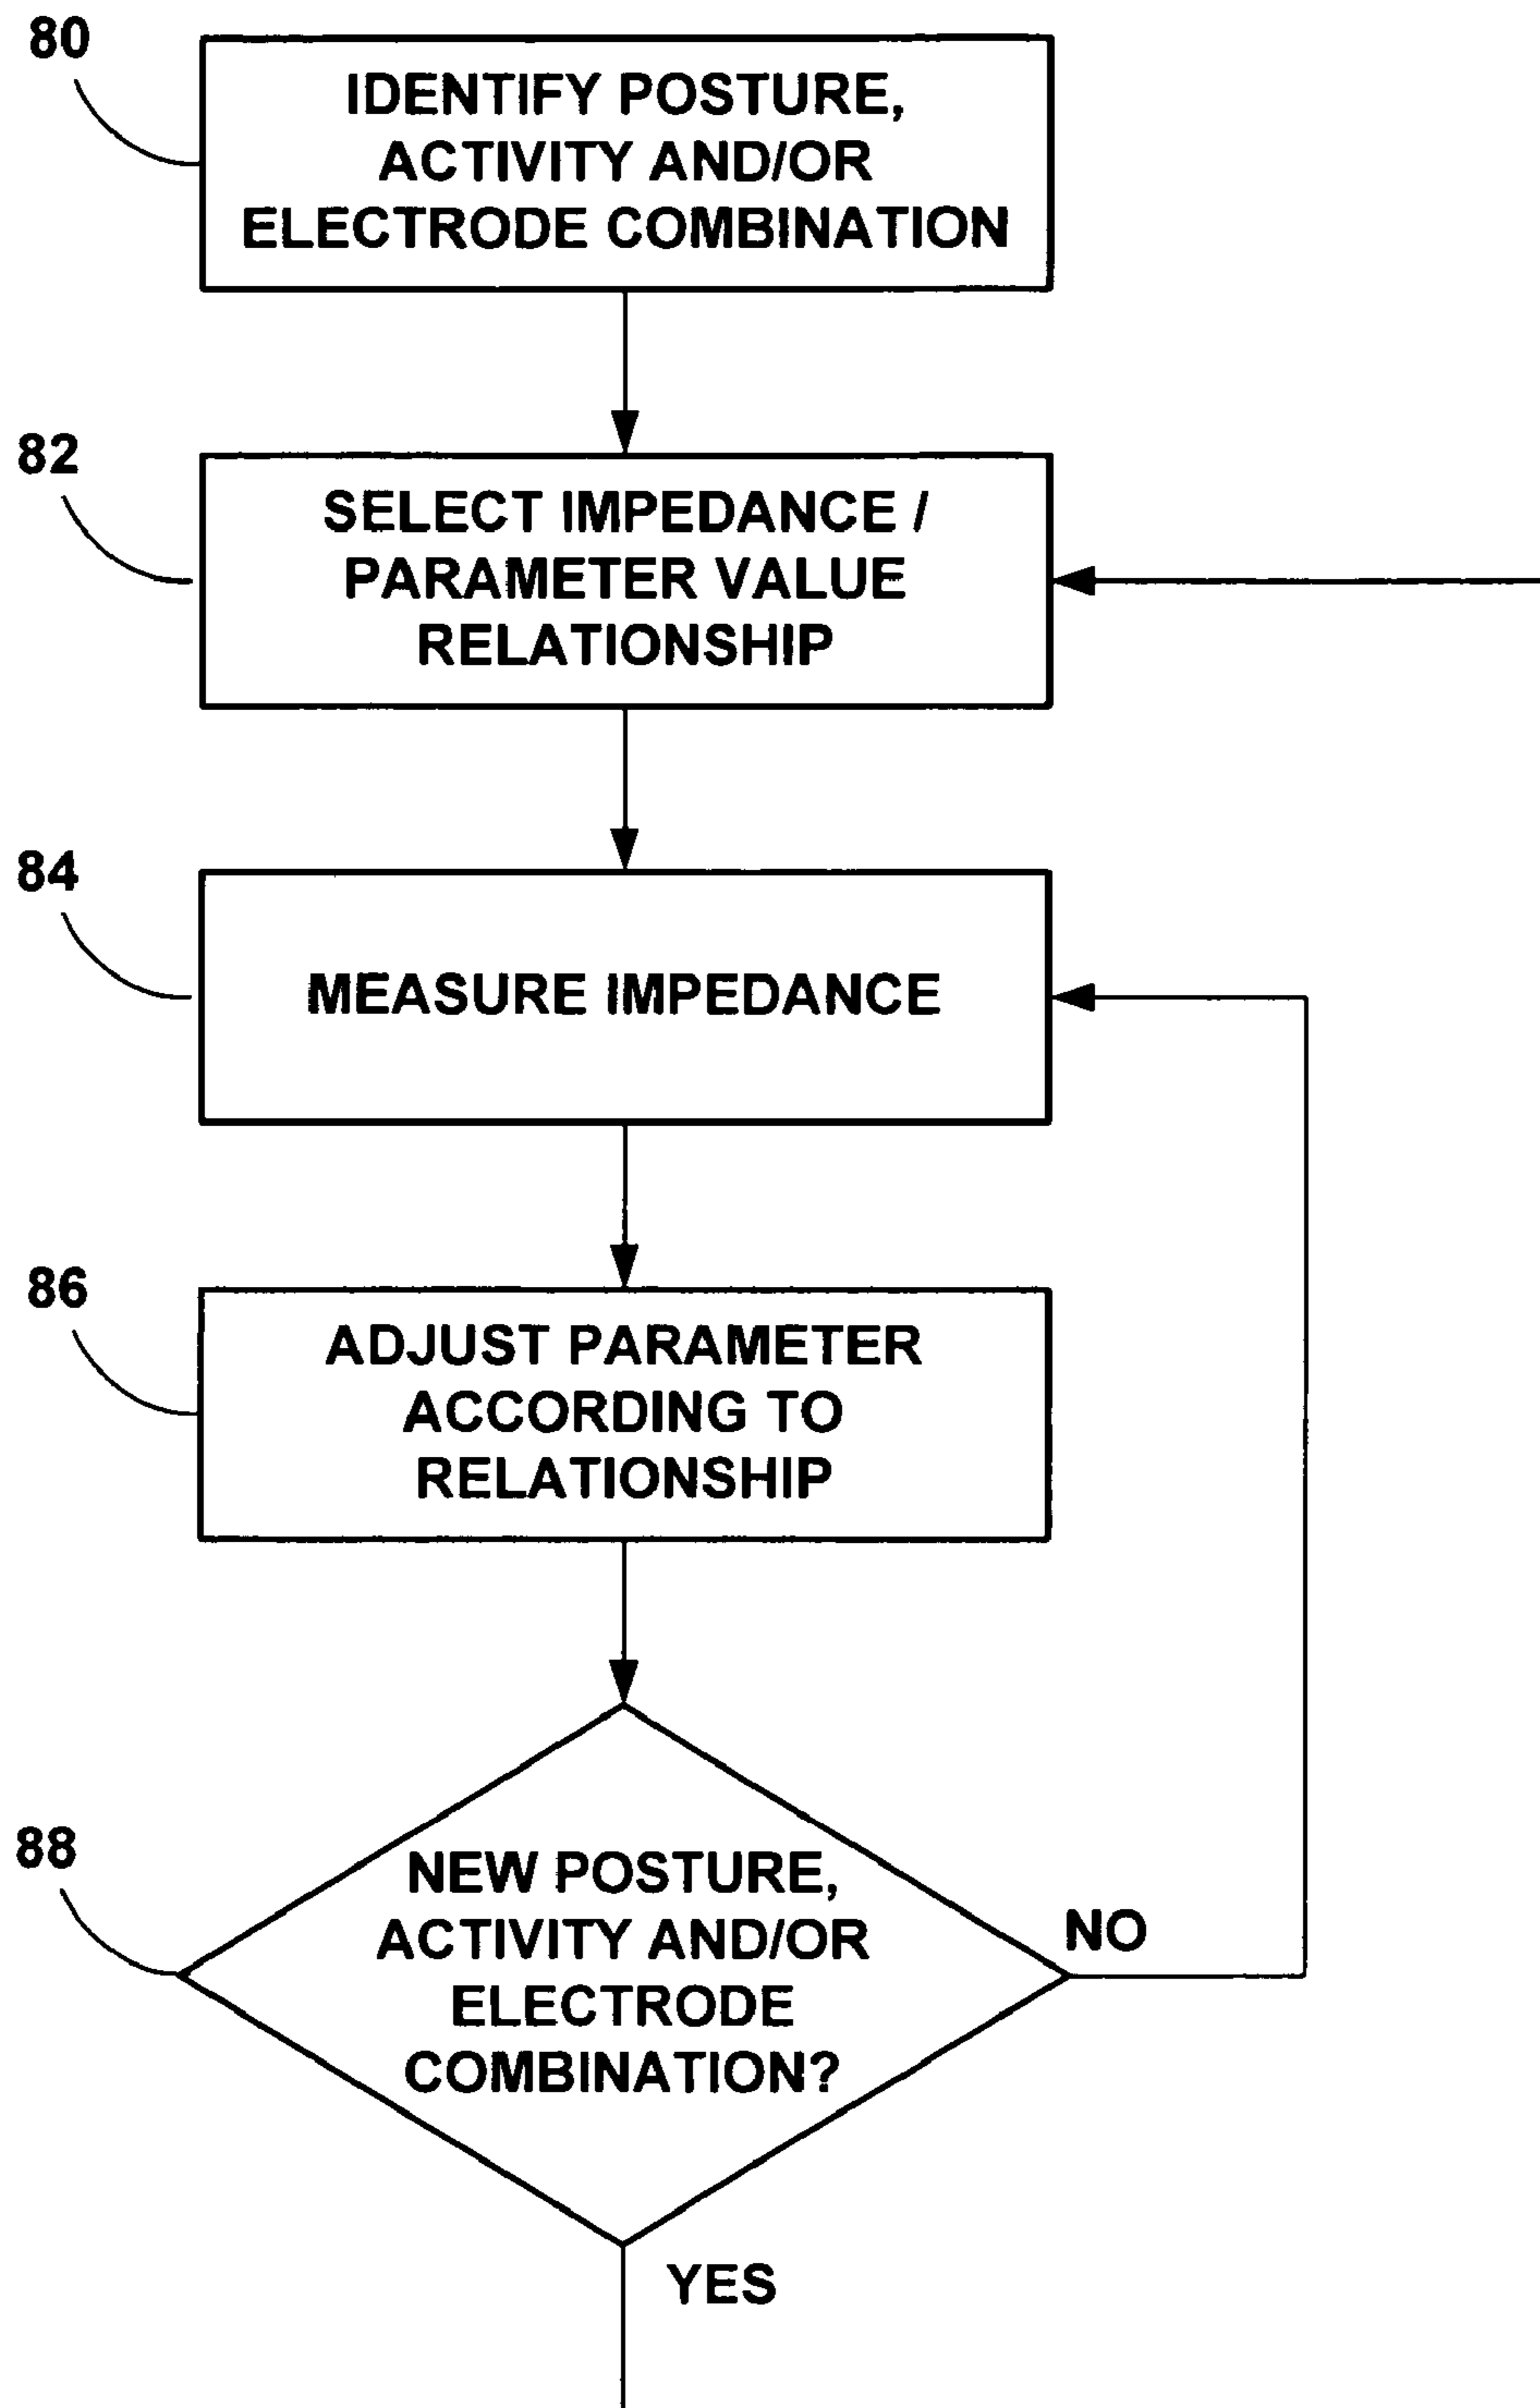 80
IDENTIFY POSTURE,
ACTIVITY AND/OR
ELECTRODE COMBINATION
82
SELECT IMPEDANCE /
PARAMETER VALUE
RELATIONSHIP
84
MEASURE IMPEDANCE
86
ADJUST PARAMETER
ACCORDING TO
RELATIONSHIP
88
NEW POSTURE,
ACTIVITY AND/OR
ELECTRODE
COMBINATION?
NO
YES